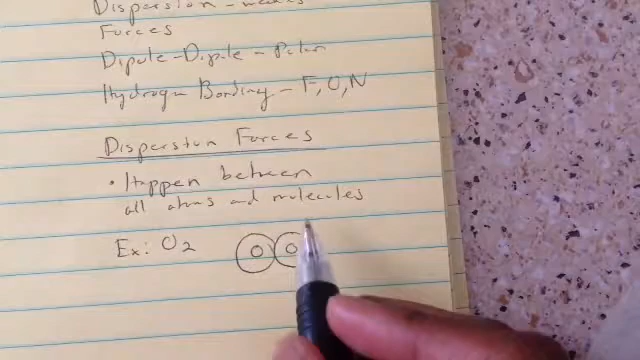 Dispersion - weakest
Forces
Dipole-Dipole - Polar
Hydrogen Bonding - F, O, N
Dispersion Forces
• Happen between
all atoms and molecules
Ex: O2 O O